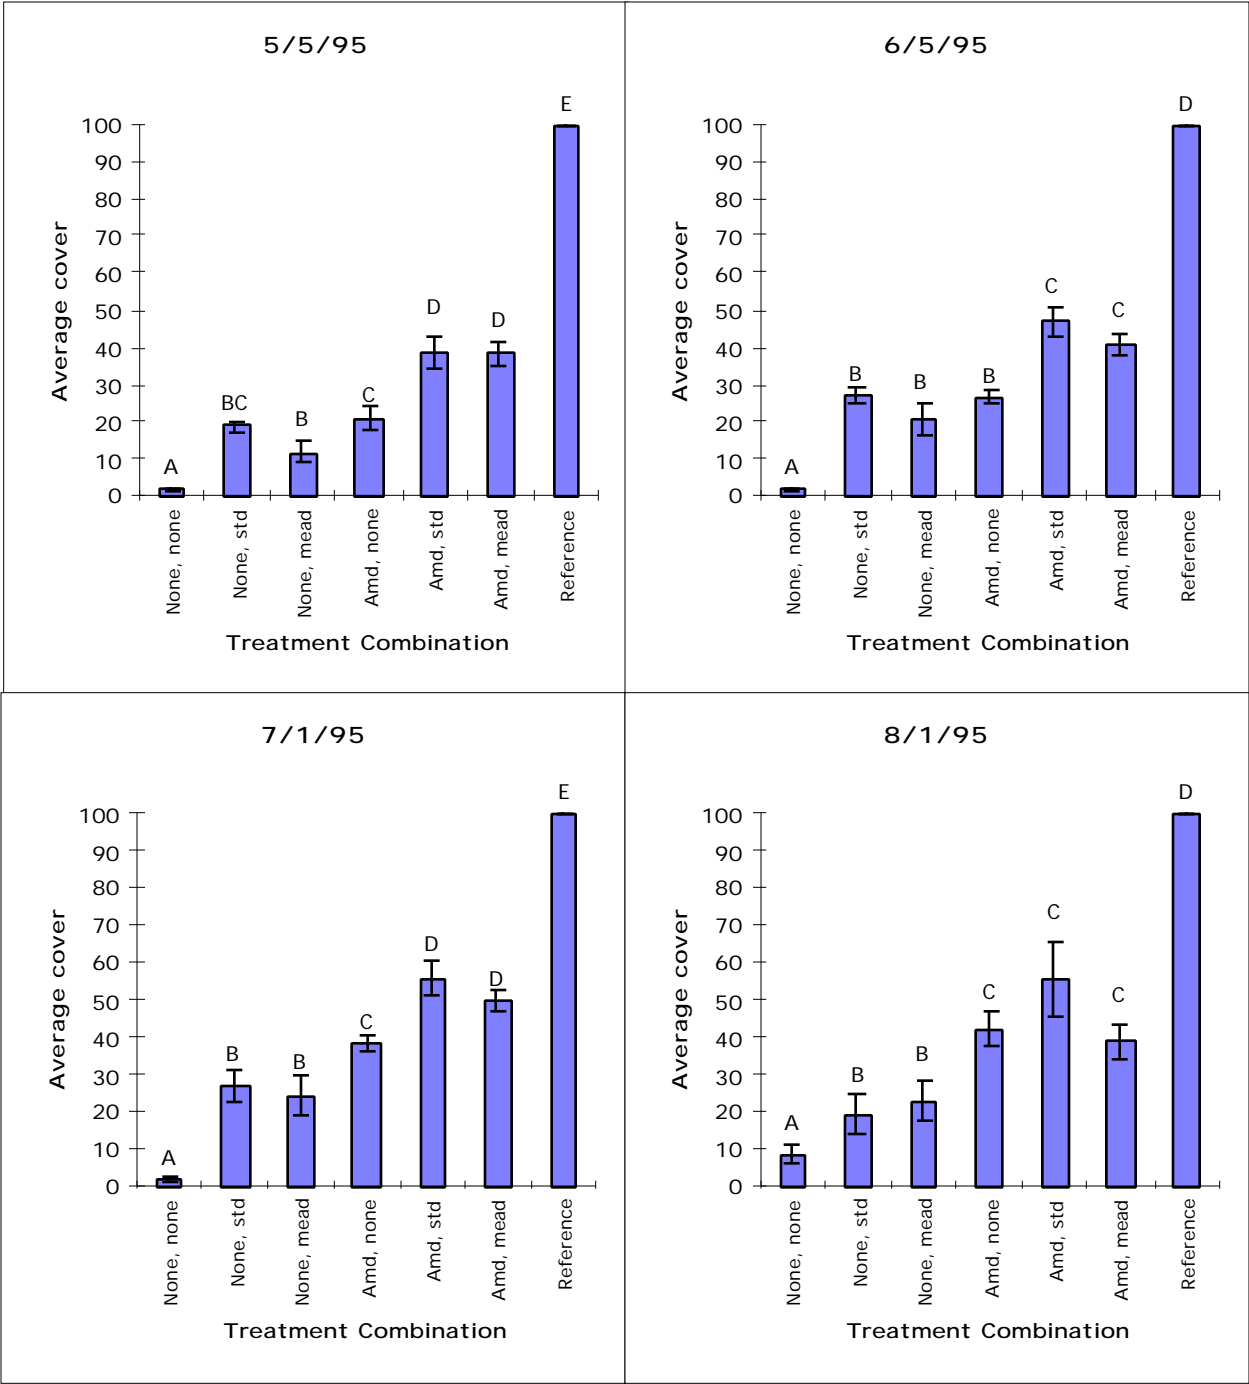 5/5/95
E
100
90
80
70
60
50
40
30
20
10
0
Average cover
A
BC
B
C
D
D
None, none
None, std
None, mead
Amd, none
Amd, std
Amd, mead
Reference
Treatment Combination
6/5/95
D
100
90
80
70
60
50
40
30
20
10
0
Average cover
A
B
B
B
C
C
None, none
None, std
None, mead
Amd, none
Amd, std
Amd, mead
Reference
Treatment Combination
7/1/95
E
100
90
80
70
60
50
40
30
20
10
0
Average cover
A
B
B
C
D
D
None, none
None, std
None, mead
Amd, none
Amd, std
Amd, mead
Reference
Treatment Combination
8/1/95
D
100
90
80
70
60
50
40
30
20
10
0
Average cover
A
B
B
C
C
C
None, none
None, std
None, mead
Amd, none
Amd, std
Amd, mead
Reference
Treatment Combination